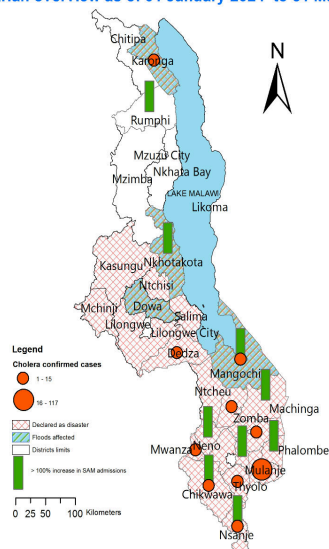 Chitipa
Karonga
N
Rumphi
Mzuzu City
Nkhata Bay
Mzimba
LAKE MALAWI
Likoma
Nkhotakota
Kasungu
Ntchisi
Mchinji
Dowa
Salima
Lilongwe
Lilongwe City
Dedza
Mangochi
Ntcheu
Machinga
Zomba
Neno
Mwanza
Phalombe
Mulanje
Thyolo
Chikwawa
Nsanje
Legend
Cholera confirmed cases
1 - 15
16 - 117
Declared as disaster
Floods affected
Districts limits
> 100% increase in SAM admissions
0 25 50 100
Kilometers